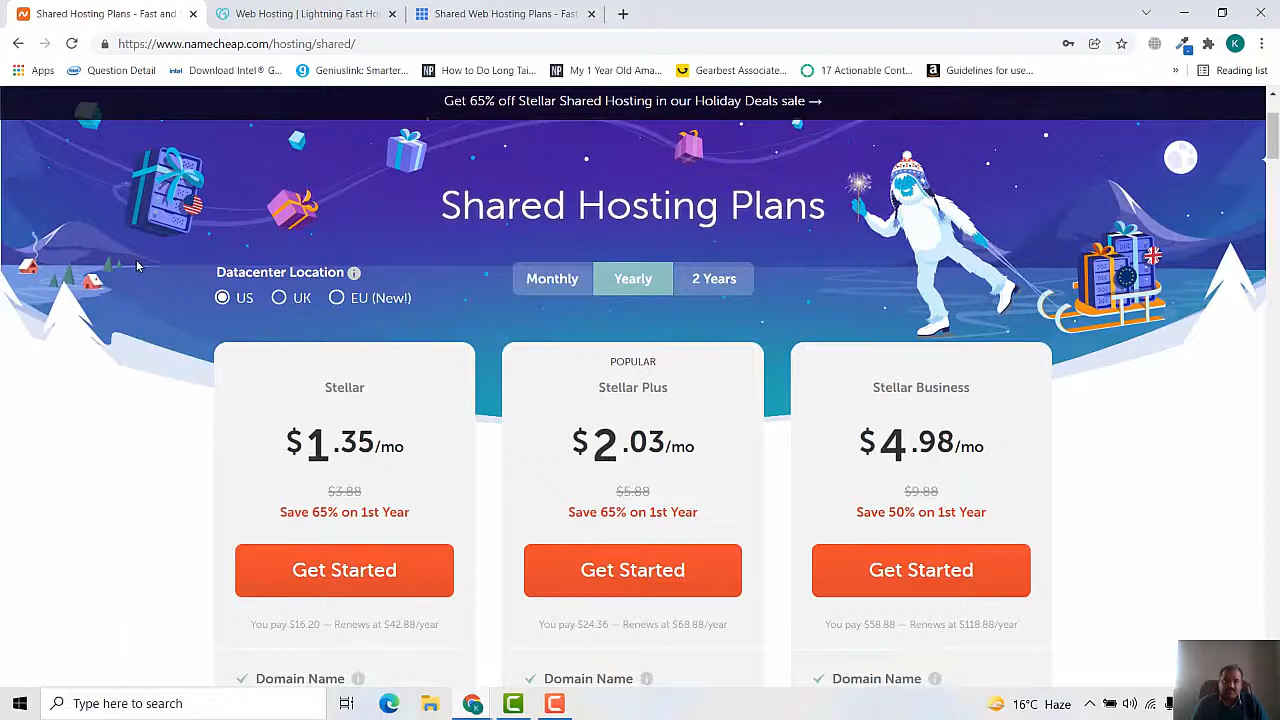 Shared Hosting Plans - Fast and
Web Hosting | Lightning Fast Hos
Shared Web Hosting Plans - Fast
https://www.namecheap.com/hosting/shared/
K
Apps
Question Detail
Download Intel® G...
Geniuslink: Smarter...
How to Do Long Tai...
My 1 Year Old Ama...
Gearbest Associate...
17 Actionable Cont...
Guidelines for use...
»
Reading list
Get 65% off Stellar Shared Hosting in our Holiday Deals sale →
Shared Hosting Plans
Datacenter Location
US
UK
EU (New!)
Monthly
Yearly
2 Years
Stellar
$1.35/mo
$3.88
Save 65% on 1st Year
Get Started
You pay $16.20 — Renews at $42.88/year
Domain Name
POPULAR
Stellar Plus
$2.03/mo
$5.88
Save 65% on 1st Year
Get Started
You pay $24.36 — Renews at $68.88/year
Domain Name
Stellar Business
$4.98/mo
$9.88
Save 50% on 1st Year
Get Started
You pay $58.88 — Renews at $118.88/year
Domain Name
Type here to search
16°C Haze